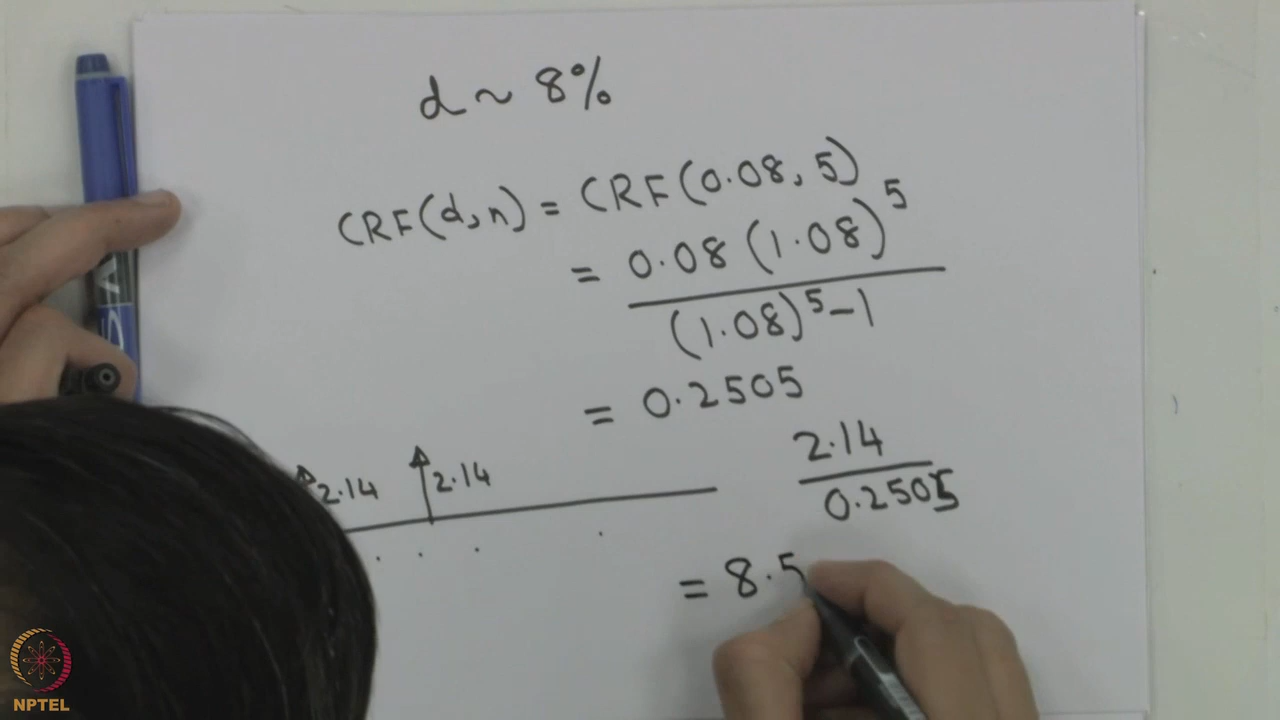 d ~ 8%
CRF(d,n) = CRF(0.08, 5)
= 0.08 (1.08)^5
(1.08)^5 - 1
= 0.2505
2.14 2.14
2.14
0.2505
= 8.5
NPTEL